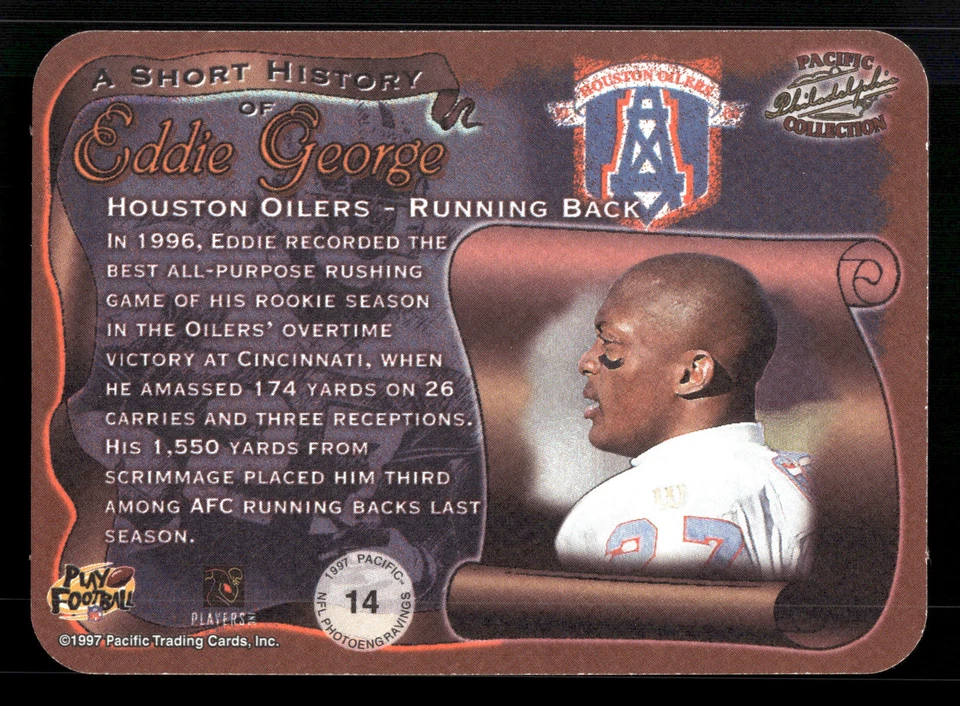 A Short History
of
Eddie George
Houston Oilers - Running Back
In 1996, Eddie recorded the
best all-purpose rushing
game of his rookie season
in the Oilers' overtime
victory at Cincinnati, when
he amassed 174 yards on 26
carries and three receptions.
His 1,550 yards from
scrimmage placed him third
among AFC running backs last
season.
HOUSTON OILERS
PACIFIC
Philadelphia
COLLECTION
27
PLAY
FOOTBALL
PLAYERS
1997 PACIFIC™
14
NFL PHOTOENGRAVINGS
©1997 Pacific Trading Cards, Inc.